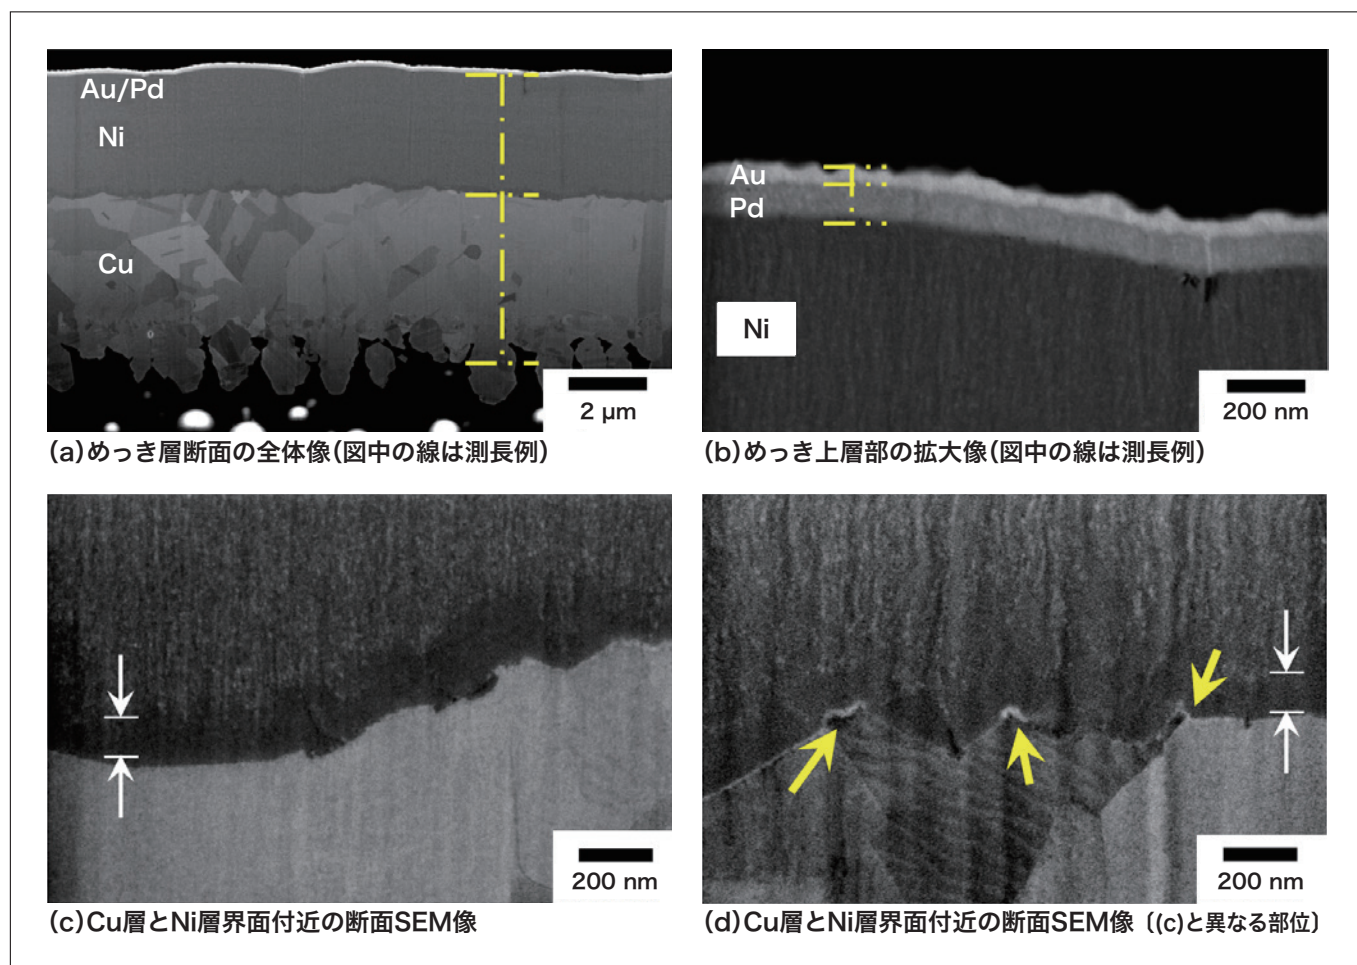 Au/Pd
Ni
Cu
2 µm
(a)めっき層断面の全体像(図中の線は測長例)
Au
Pd
Ni
200 nm
(b)めっき上層部の拡大像(図中の線は測長例)
200 nm
(c)Cu層とNi層界面付近の断面SEM像
200 nm
(d)Cu層とNi層界面付近の断面SEM像〔(c)と異なる部位〕